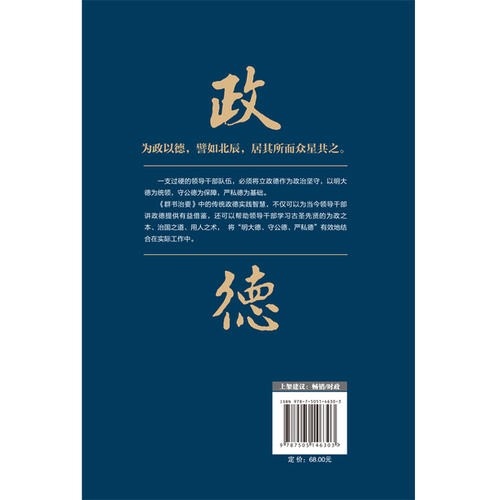 政
为政以德，譬如北辰，居其所而众星共之。
一支过硬的领导干部队伍，必须将立政德作为政治坚守，以明大
德为统领，守公德为保障，严私德为基础。
《群书治要》中的传统政德实践智慧，不仅可以为当今领导干部
讲政德提供有益借鉴，还可以帮助领导干部学习古圣先贤的为政之
本、治国之道、用人之术，将“明大德、守公德、严私德”有效地结
合在实际工作中。
德
上架建议：畅销/时政
ISBN 978-7-5051-4630-3
9 787505 146303 >
定价：68.00元